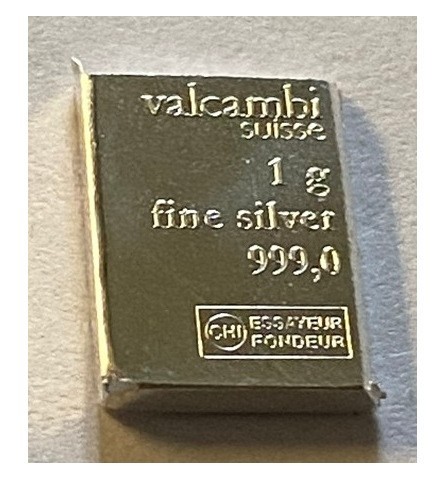 valcambi
suisse
1 g
fine silver
999,0
CHI ESSAYEUR
FONDEUR